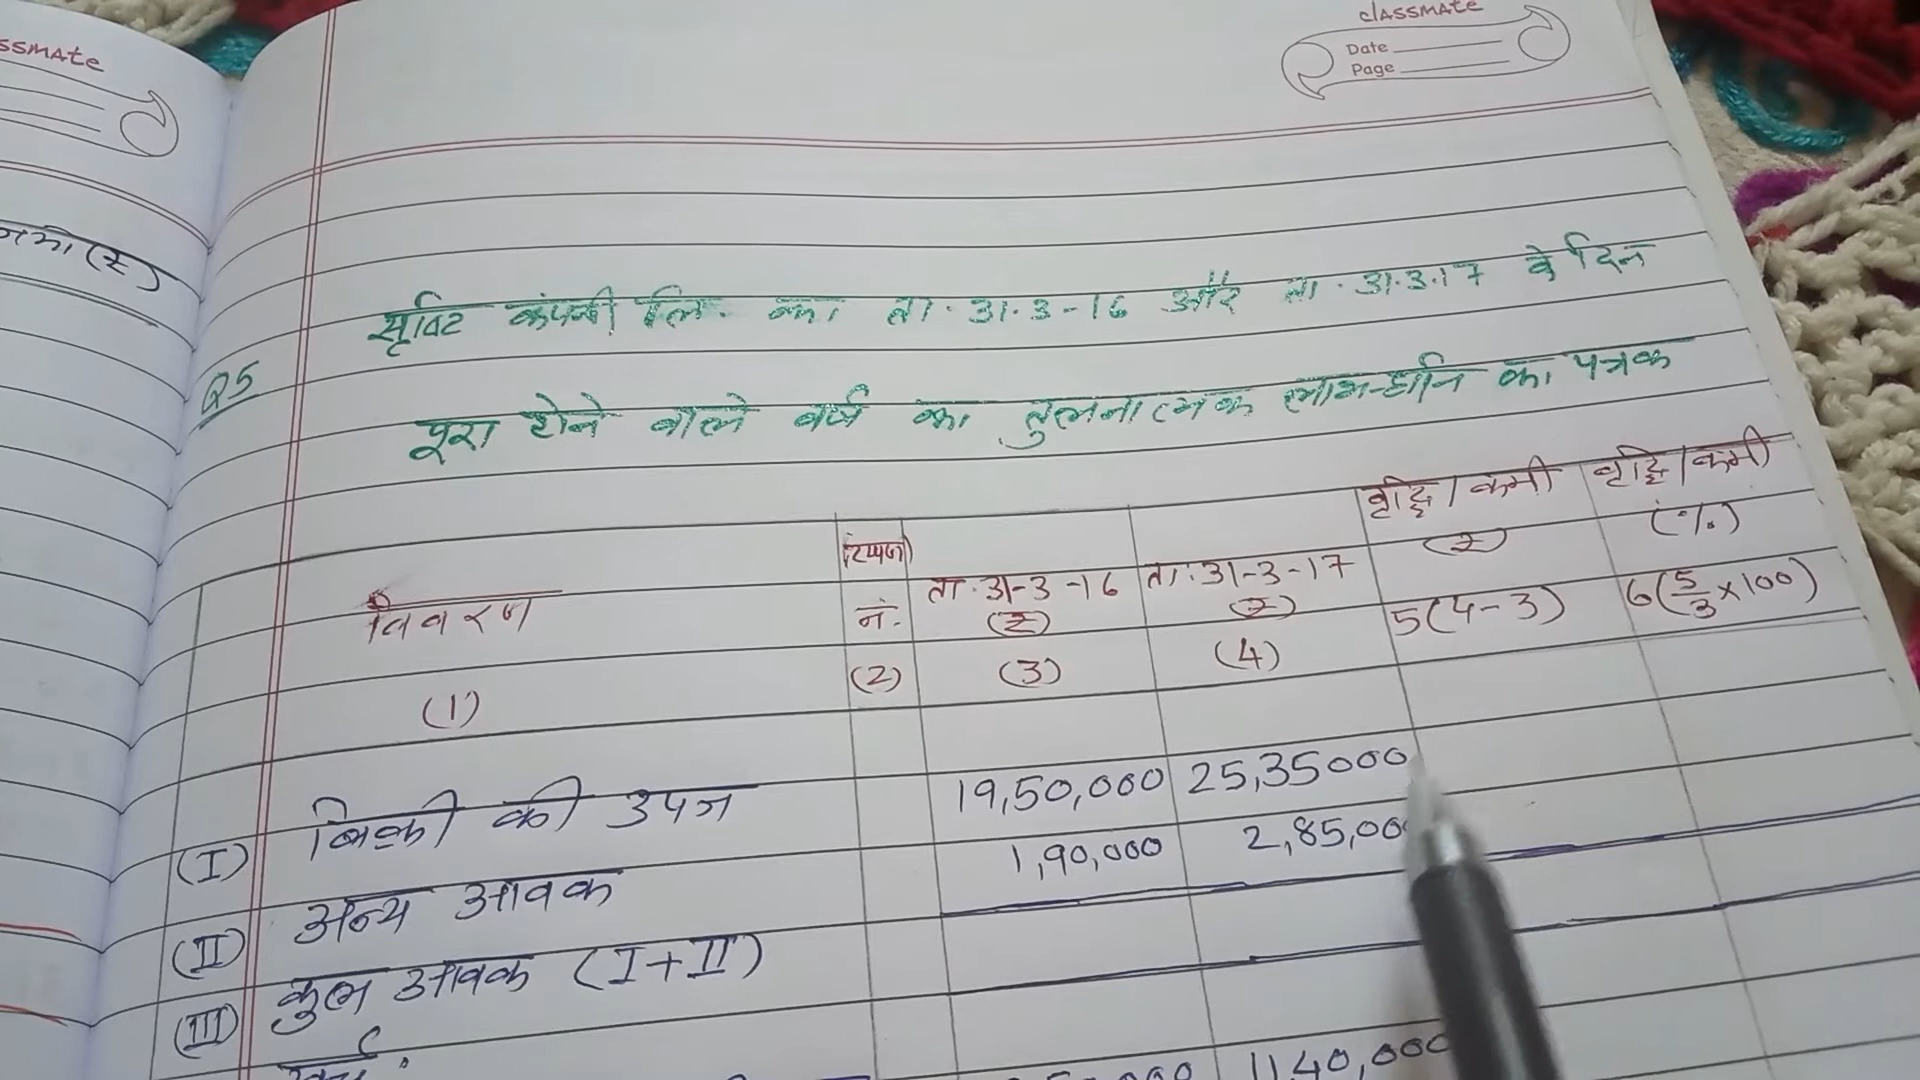 ssmate
classmate
Date
Page
Q5
सृष्टि कंपनी लि. का ता. 31.3-16 और ता. 31.3.17 के दिन
पूरा होने वाले वर्ष का तुलनात्मक लाभ-हानि का पत्रक
विवरण
(1)
टिप्पणी
नं.
(2)
ता. 31-3-16
(₹)
(3)
ता. 31-3-17
(₹)
(4)
वृद्धि / कमी
(₹)
5(4-3)
वृद्धि / कमी
(%)
6(5/3×100)
(I) बिक्री की उपज 19,50,000 25,35000
(II) अन्य आवक 1,90,000 2,85,000
(III) कुल आवक (I+II)
1140,000